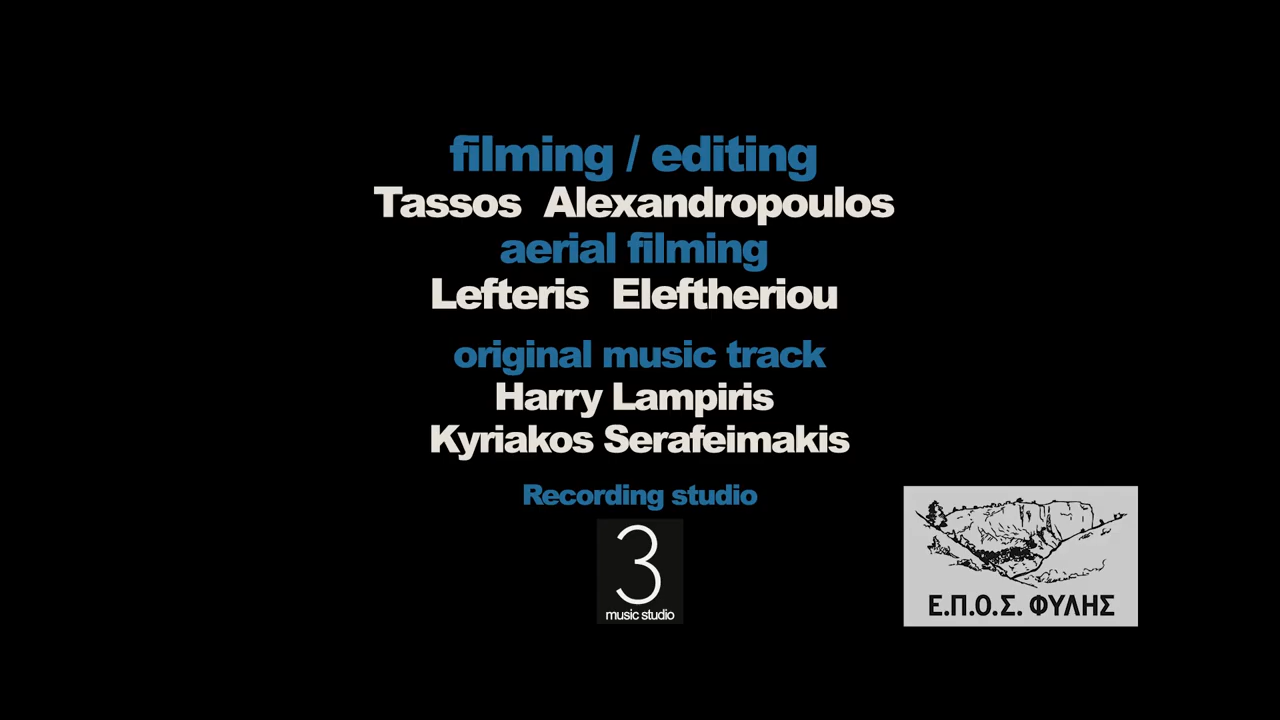 filming / editing
Tassos Alexandropoulos
aerial filming
Lefteris Eleftheriou
original music track
Harry Lampiris
Kyriakos Serafeimakis
Recording studio
3
music studio
Ε.Π.Ο.Σ. ΦΥΛΗΣ